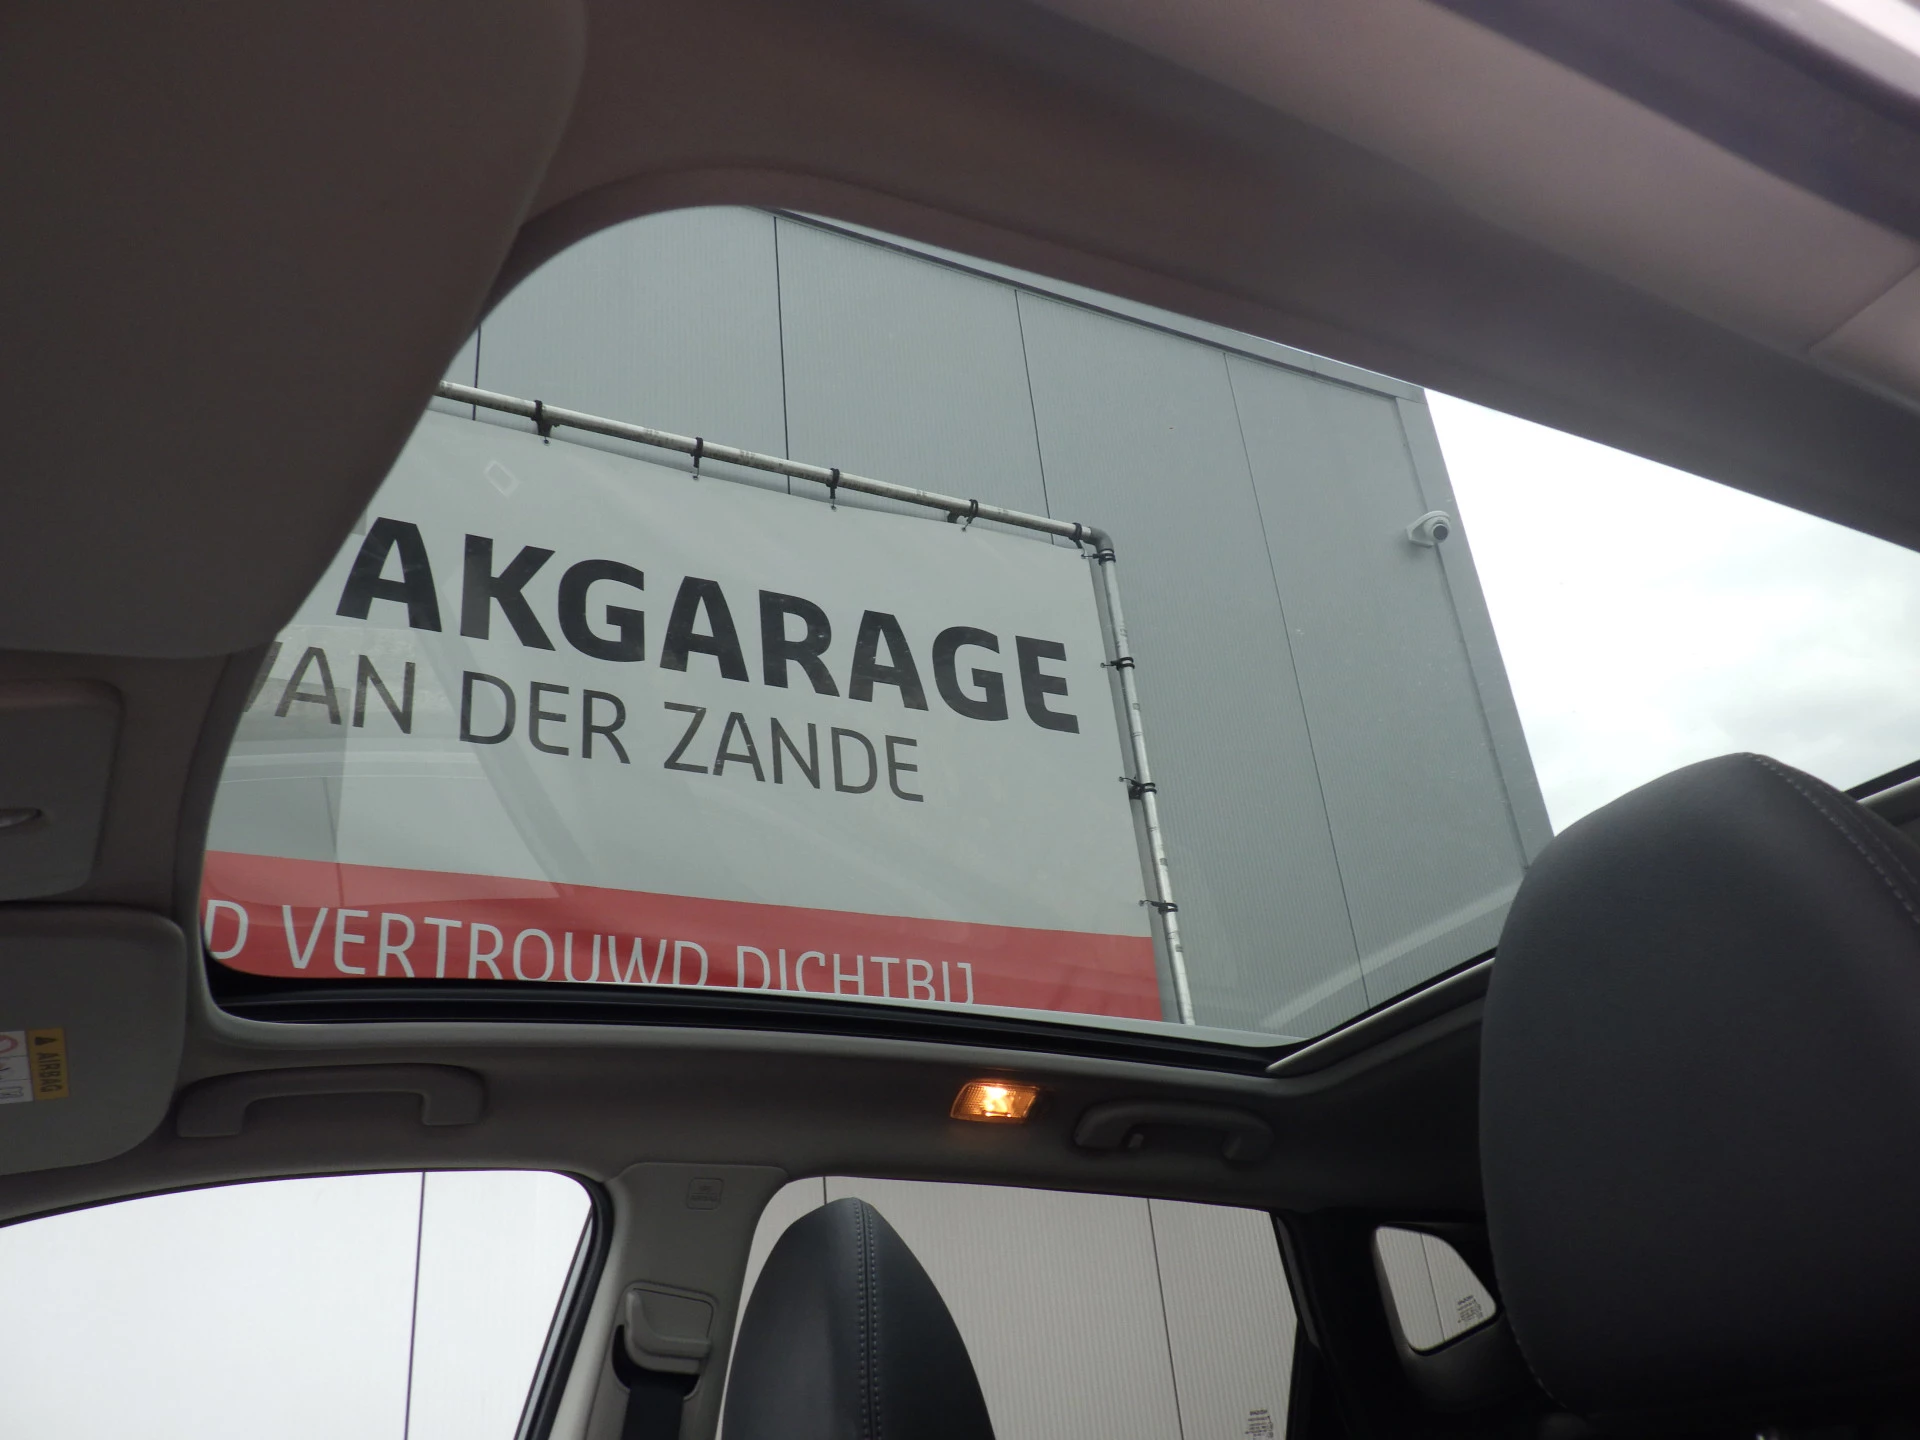 AKGARAGE
VAN DER ZANDE
D VERTROUWD DICHTBIJ
AIRBAG